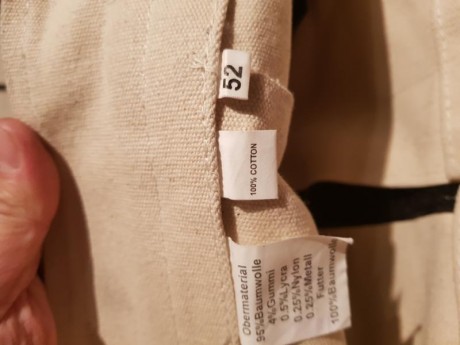 52
100% COTTON
Obermaterial
95%Baumwolle
4%Gummi
0.5%Lycra
0.25%Nylon
0.25%Metall
Futter
100%Baumwolle